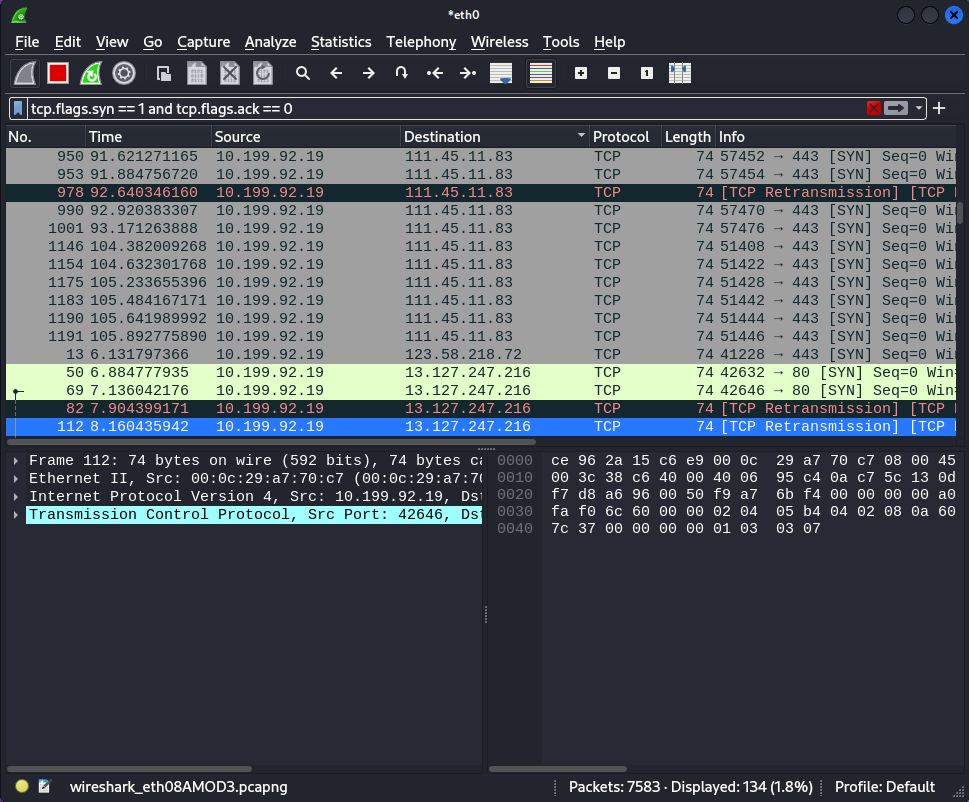 *eth0
File Edit View Go Capture Analyze Statistics Telephony Wireless Tools Help
tcp.flags.syn == 1 and tcp.flags.ack == 0
No. Time Source Destination Protocol Length Info
950 91.621271165 10.199.92.19 111.45.11.83 TCP 74 57452 → 443 [SYN] Seq=0 Wi
953 91.884756720 10.199.92.19 111.45.11.83 TCP 74 57454 → 443 [SYN] Seq=0 Wi
978 92.640346160 10.199.92.19 111.45.11.83 TCP 74 [TCP Retransmission] [TCP
990 92.920383307 10.199.92.19 111.45.11.83 TCP 74 57470 → 443 [SYN] Seq=0 Wi
1001 93.171263888 10.199.92.19 111.45.11.83 TCP 74 57476 → 443 [SYN] Seq=0 Wi
1146 104.382009268 10.199.92.19 111.45.11.83 TCP 74 51408 → 443 [SYN] Seq=0 Wi
1154 104.632301768 10.199.92.19 111.45.11.83 TCP 74 51422 → 443 [SYN] Seq=0 Wi
1175 105.233655396 10.199.92.19 111.45.11.83 TCP 74 51428 → 443 [SYN] Seq=0 Wi
1183 105.484167171 10.199.92.19 111.45.11.83 TCP 74 51442 → 443 [SYN] Seq=0 Wi
1190 105.641989992 10.199.92.19 111.45.11.83 TCP 74 51444 → 443 [SYN] Seq=0 Wi
1191 105.892775890 10.199.92.19 111.45.11.83 TCP 74 51446 → 443 [SYN] Seq=0 Wi
13 6.131797366 10.199.92.19 123.58.218.72 TCP 74 41228 → 443 [SYN] Seq=0 Wi
50 6.884777935 10.199.92.19 13.127.247.216 TCP 74 42632 → 80 [SYN] Seq=0 Win
69 7.136042176 10.199.92.19 13.127.247.216 TCP 74 42646 → 80 [SYN] Seq=0 Win
82 7.904399171 10.199.92.19 13.127.247.216 TCP 74 [TCP Retransmission] [TCP
112 8.160435942 10.199.92.19 13.127.247.216 TCP 74 [TCP Retransmission] [TCP
Frame 112: 74 bytes on wire (592 bits), 74 bytes ca
Ethernet II, Src: 00:0c:29:a7:70:c7 (00:0c:29:a7:70
Internet Protocol Version 4, Src: 10.199.92.19, Dst
Transmission Control Protocol, Src Port: 42646, Dst
0000 ce 96 2a 15 c6 e9 00 0c 29 a7 70 c7 08 00 45
0010 00 3c 38 c6 40 00 40 06 95 c4 0a c7 5c 13 0d
0020 f7 d8 a6 96 00 50 f9 a7 6b f4 00 00 00 00 a0
0030 fa f0 6c 60 00 00 02 04 05 b4 04 02 08 0a 60
0040 7c 37 00 00 00 00 01 03 03 07
wireshark_eth08AMOD3.pcapng
Packets: 7583 · Displayed: 134 (1.8%)
Profile: Default